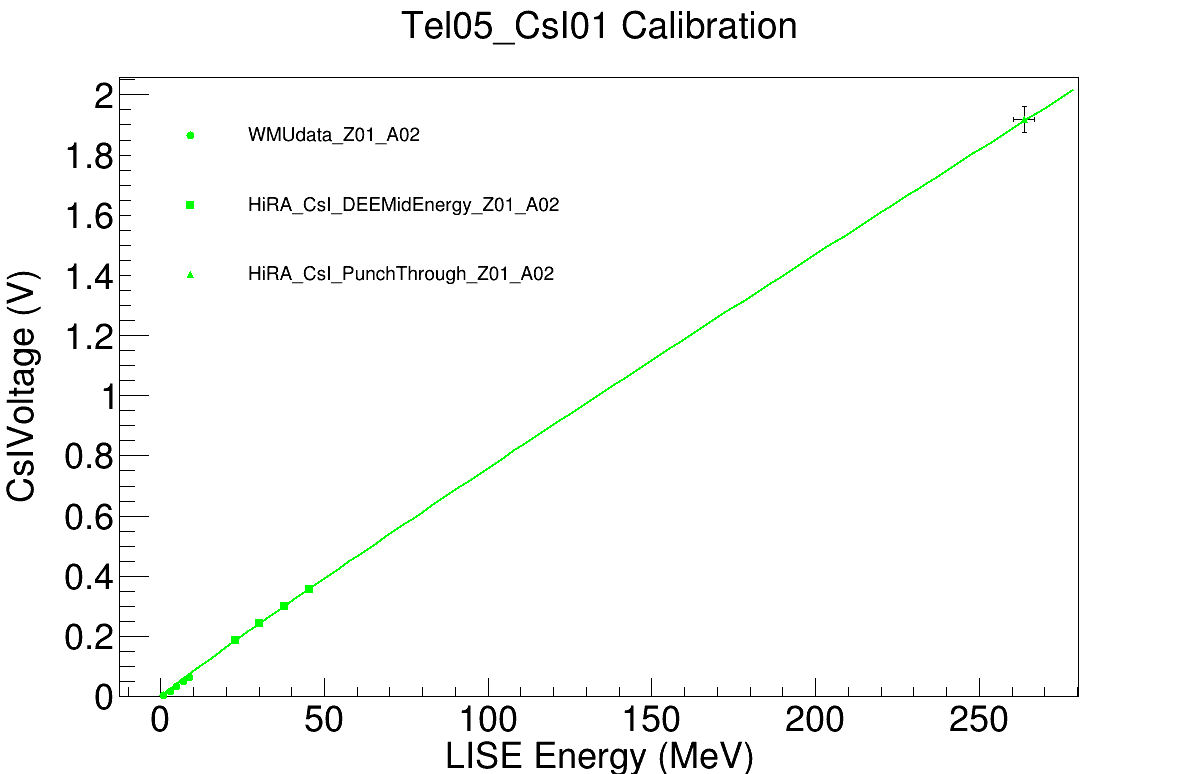 Tel05_CsI01 Calibration
WMUdata_Z01_A02
HiRA_CsI_DEEMidEnergy_Z01_A02
HiRA_CsI_PunchThrough_Z01_A02
CsIVoltage (V)
2
1.8
1.6
1.4
1.2
1
0.8
0.6
0.4
0.2
0
0 50 100 150 200 250
LISE Energy (MeV)